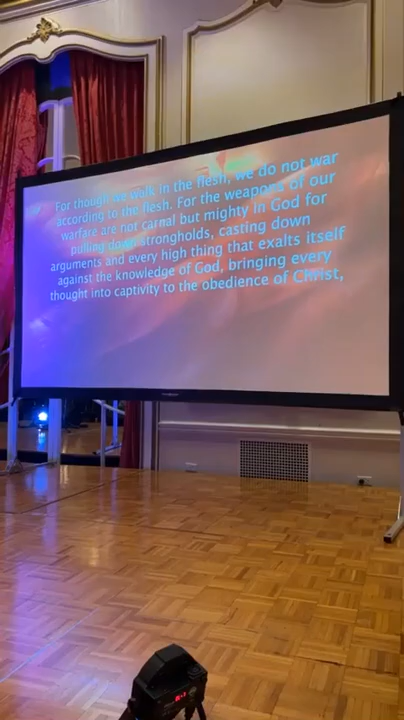 For though we walk in the flesh, we do not war
according to the flesh. For the weapons of our
warfare are not carnal but mighty in God for
pulling down strongholds, casting down
arguments and every high thing that exalts itself
against the knowledge of God, bringing every
thought into captivity to the obedience of Christ,